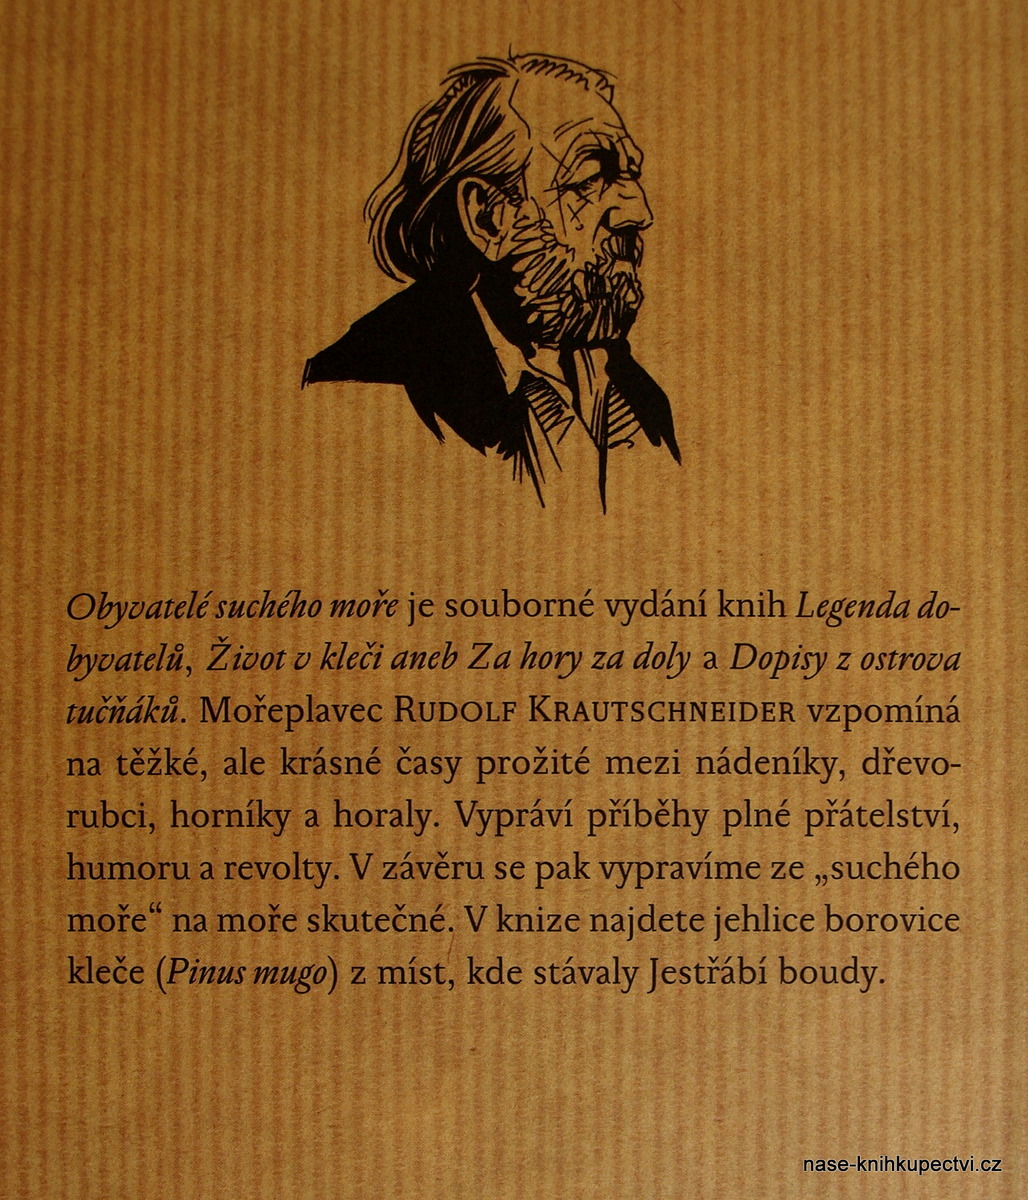 Obyvatelé suchého moře je souborné vydání knih Legenda do-
byvatelů, Život v kleči aneb Za hory za doly a Dopisy z ostrova
tučňáků. Mořeplavec Rudolf Krautschneider vzpomíná
na těžké, ale krásné časy prožité mezi nádeníky, dřevo-
rubci, horníky a horaly. Vypráví příběhy plné přátelství,
humoru a revolty. V závěru se pak vypravíme ze „suchého
moře“ na moře skutečné. V knize najdete jehlice borovice
kleče (Pinus mugo) z míst, kde stávaly Jestřábí boudy.
nase-knihkupectvi.cz